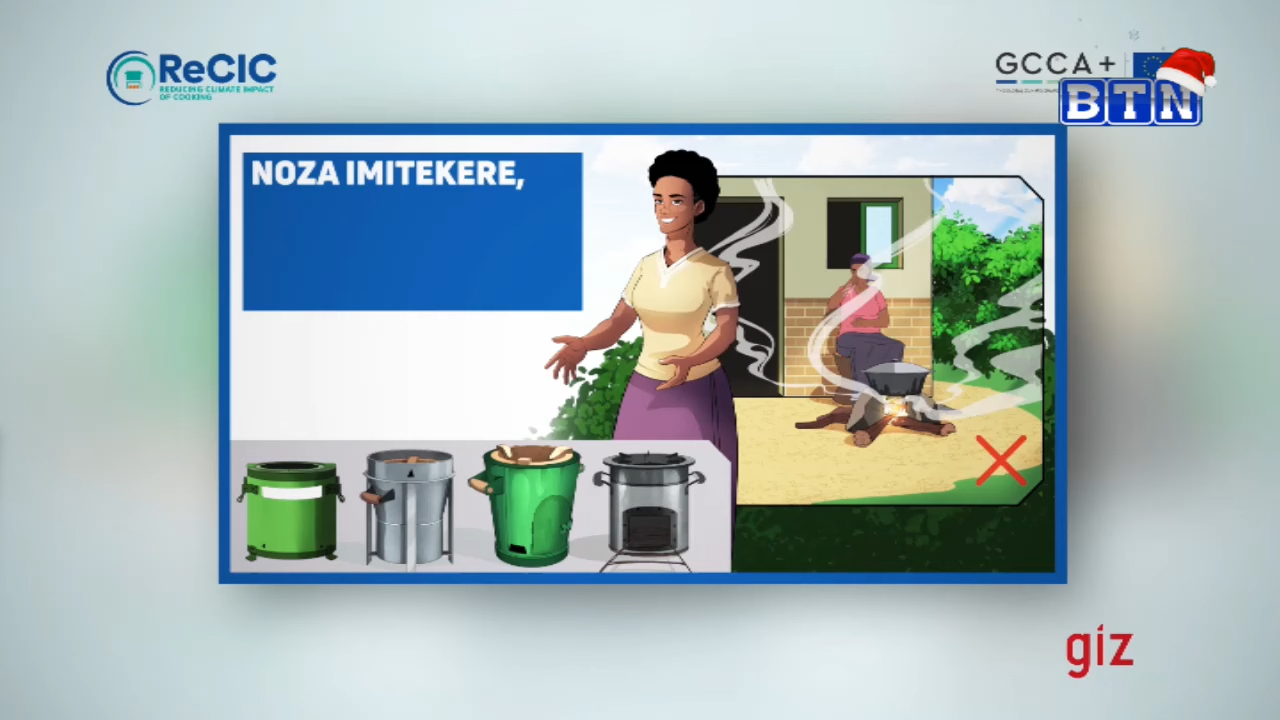 ReCIC
REDUCING CLIMATE IMPACT
OF COOKING
GCCA+
BTN
NOZA IMITEKERE,
giz